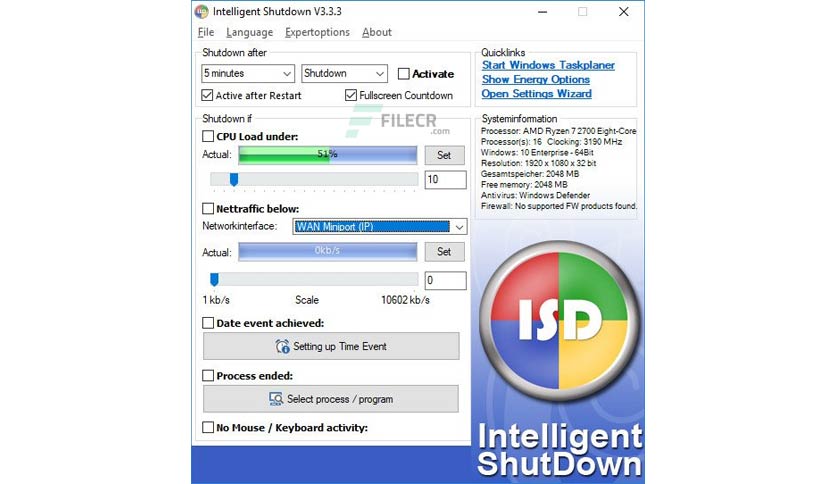 Intelligent Shutdown V3.3.3
File Language Expertoptions About
Shutdown after
5 minutes Shutdown Activate
Active after Restart Fullscreen Countdown
FILECR
.com
Shutdown if
CPU Load under:
Actual: 51% Set
10
Nettraffic below:
Networkinterface: WAN Miniport (IP)
Actual: 0kb/s Set
0
1 kb/s Scale 10602 kb/s
Date event achieved:
Setting up Time Event
Process ended:
Select process / program
No Mouse / Keyboard activity:
Quicklinks
Start Windows Taskplaner
Show Energy Options
Open Settings Wizard
Systeminformation
Processor: AMD Ryzen 7 2700 Eight-Core
Processor(s): 16 Clocking: 3190 MHz
Windows: 10 Enterprise - 64Bit
Resolution: 1920 x 1080 x 32 bit
Gesamtspeicher: 2048 MB
Free memory: 2048 MB
Antivirus: Windows Defender
Firewall: No supported FW products found.
ISD
Intelligent
ShutDown